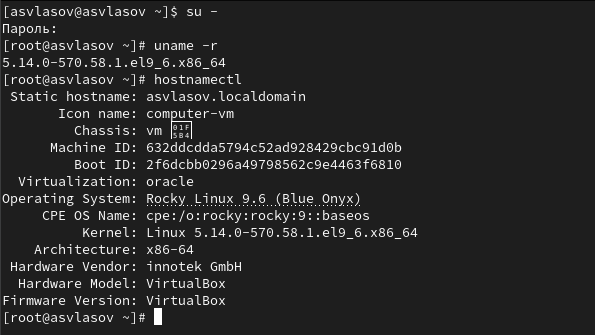 [asvlasov@asvlasov ~]$ su -
Пароль:
[root@asvlasov ~]# uname -r
5.14.0-570.58.1.el9_6.x86_64
[root@asvlasov ~]# hostnamectl
Static hostname: asvlasov.localdomain
Icon name: computer-vm
Chassis: vm 🖴
Machine ID: 632ddcdda5794c52ad928429cbc91d0b
Boot ID: 2f6dcbb0296a49798562c9e4463f6810
Virtualization: oracle
Operating System: Rocky Linux 9.6 (Blue Onyx)
CPE OS Name: cpe:/o:rocky:rocky:9::baseos
Kernel: Linux 5.14.0-570.58.1.el9_6.x86_64
Architecture: x86-64
Hardware Vendor: innotek GmbH
Hardware Model: VirtualBox
Firmware Version: VirtualBox
[root@asvlasov ~]#